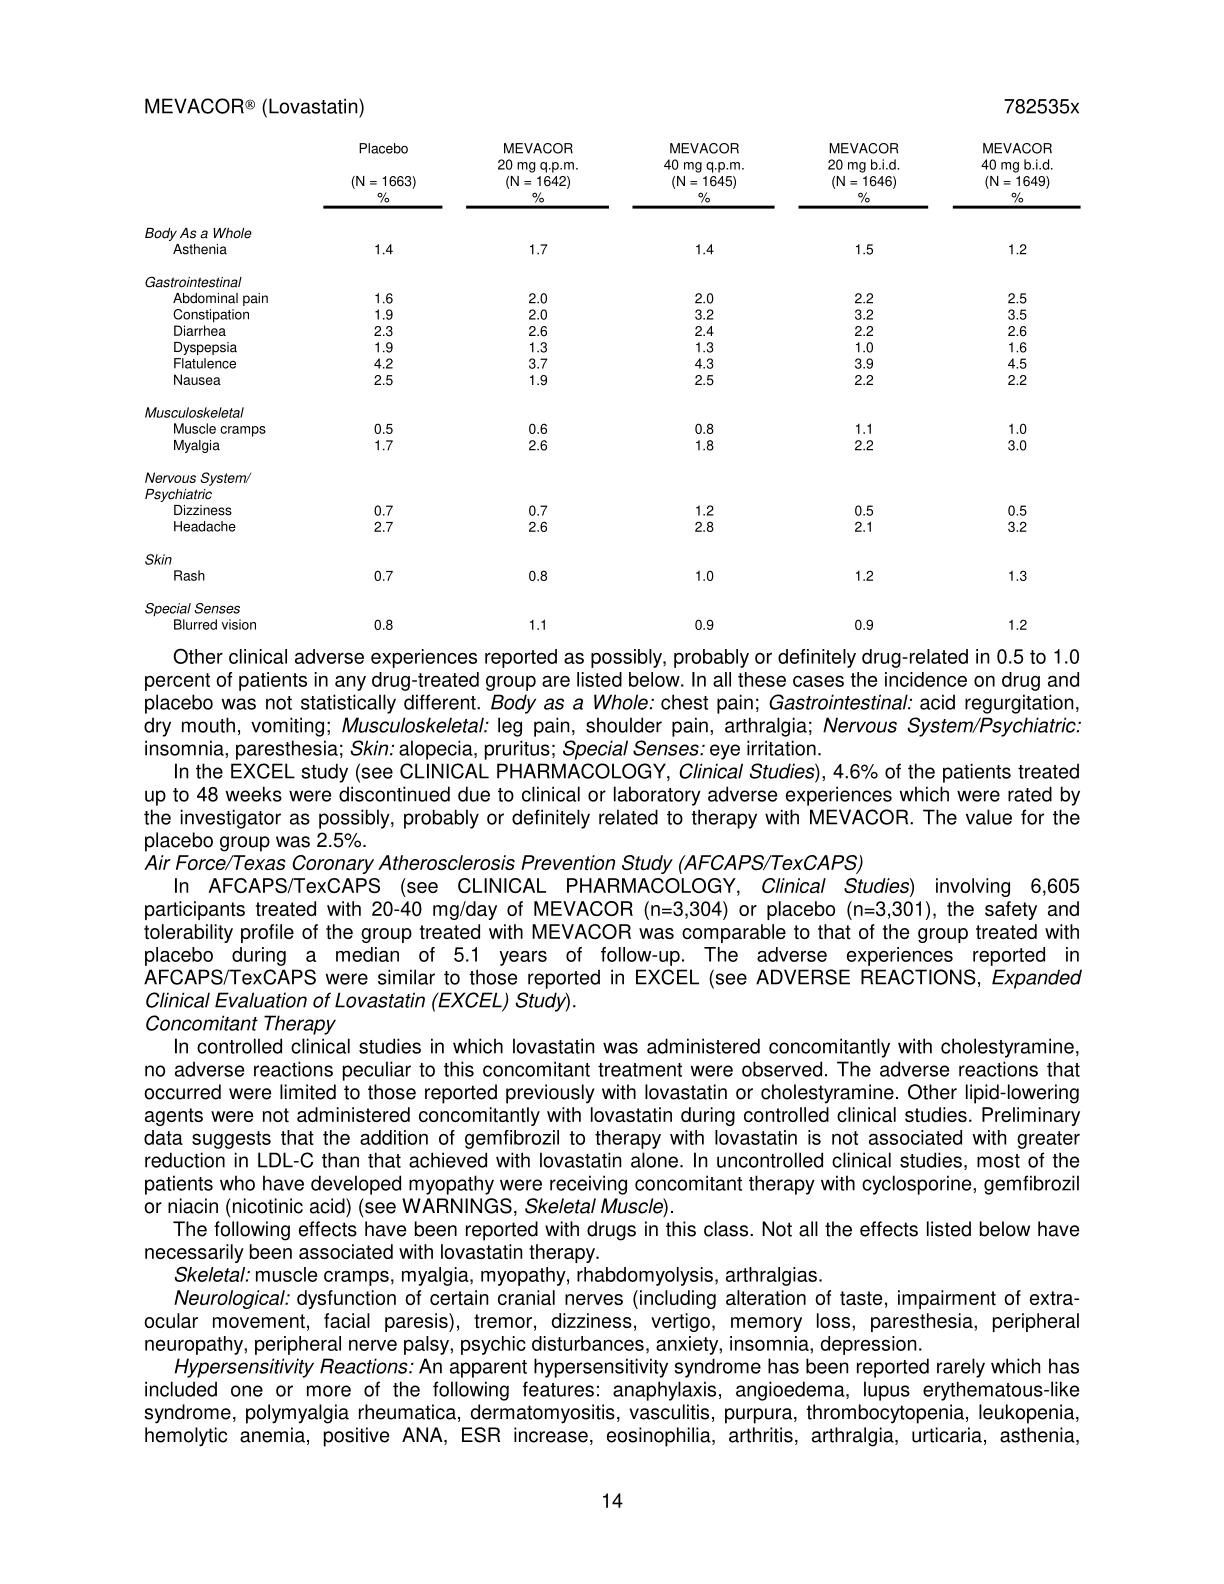 MEVACOR® (Lovastatin) 782535x
Placebo MEVACOR MEVACOR MEVACOR MEVACOR
20 mg q.p.m. 40 mg q.p.m. 20 mg b.i.d. 40 mg b.i.d.
(N = 1663) (N = 1642) (N = 1645) (N = 1646) (N = 1649)
% % % % %
Body As a Whole
Asthenia 1.4 1.7 1.4 1.5 1.2
Gastrointestinal
Abdominal pain 1.6 2.0 2.0 2.2 2.5
Constipation 1.9 2.0 3.2 3.2 3.5
Diarrhea 2.3 2.6 2.4 2.2 2.6
Dyspepsia 1.9 1.3 1.3 1.0 1.6
Flatulence 4.2 3.7 4.3 3.9 4.5
Nausea 2.5 1.9 2.5 2.2 2.2
Musculoskeletal
Muscle cramps 0.5 0.6 0.8 1.1 1.0
Myalgia 1.7 2.6 1.8 2.2 3.0
Nervous System/
Psychiatric
Dizziness 0.7 0.7 1.2 0.5 0.5
Headache 2.7 2.6 2.8 2.1 3.2
Skin
Rash 0.7 0.8 1.0 1.2 1.3
Special Senses
Blurred vision 0.8 1.1 0.9 0.9 1.2
Other clinical adverse experiences reported as possibly, probably or definitely drug-related in 0.5 to 1.0
percent of patients in any drug-treated group are listed below. In all these cases the incidence on drug and
placebo was not statistically different. Body as a Whole: chest pain; Gastrointestinal: acid regurgitation,
dry mouth, vomiting; Musculoskeletal: leg pain, shoulder pain, arthralgia; Nervous System/Psychiatric:
insomnia, paresthesia; Skin: alopecia, pruritus; Special Senses: eye irritation.
In the EXCEL study (see CLINICAL PHARMACOLOGY, Clinical Studies), 4.6% of the patients treated
up to 48 weeks were discontinued due to clinical or laboratory adverse experiences which were rated by
the investigator as possibly, probably or definitely related to therapy with MEVACOR. The value for the
placebo group was 2.5%.
Air Force/Texas Coronary Atherosclerosis Prevention Study (AFCAPS/TexCAPS)
In AFCAPS/TexCAPS (see CLINICAL PHARMACOLOGY, Clinical Studies) involving 6,605
participants treated with 20-40 mg/day of MEVACOR (n=3,304) or placebo (n=3,301), the safety and
tolerability profile of the group treated with MEVACOR was comparable to that of the group treated with
placebo during a median of 5.1 years of follow-up. The adverse experiences reported in
AFCAPS/TexCAPS were similar to those reported in EXCEL (see ADVERSE REACTIONS, Expanded
Clinical Evaluation of Lovastatin (EXCEL) Study).
Concomitant Therapy
In controlled clinical studies in which lovastatin was administered concomitantly with cholestyramine,
no adverse reactions peculiar to this concomitant treatment were observed. The adverse reactions that
occurred were limited to those reported previously with lovastatin or cholestyramine. Other lipid-lowering
agents were not administered concomitantly with lovastatin during controlled clinical studies. Preliminary
data suggests that the addition of gemfibrozil to therapy with lovastatin is not associated with greater
reduction in LDL-C than that achieved with lovastatin alone. In uncontrolled clinical studies, most of the
patients who have developed myopathy were receiving concomitant therapy with cyclosporine, gemfibrozil
or niacin (nicotinic acid) (see WARNINGS, Skeletal Muscle).
The following effects have been reported with drugs in this class. Not all the effects listed below have
necessarily been associated with lovastatin therapy.
Skeletal: muscle cramps, myalgia, myopathy, rhabdomyolysis, arthralgias.
Neurological: dysfunction of certain cranial nerves (including alteration of taste, impairment of extra-
ocular movement, facial paresis), tremor, dizziness, vertigo, memory loss, paresthesia, peripheral
neuropathy, peripheral nerve palsy, psychic disturbances, anxiety, insomnia, depression.
Hypersensitivity Reactions: An apparent hypersensitivity syndrome has been reported rarely which has
included one or more of the following features: anaphylaxis, angioedema, lupus erythematous-like
syndrome, polymyalgia rheumatica, dermatomyositis, vasculitis, purpura, thrombocytopenia, leukopenia,
hemolytic anemia, positive ANA, ESR increase, eosinophilia, arthritis, arthralgia, urticaria, asthenia,
14